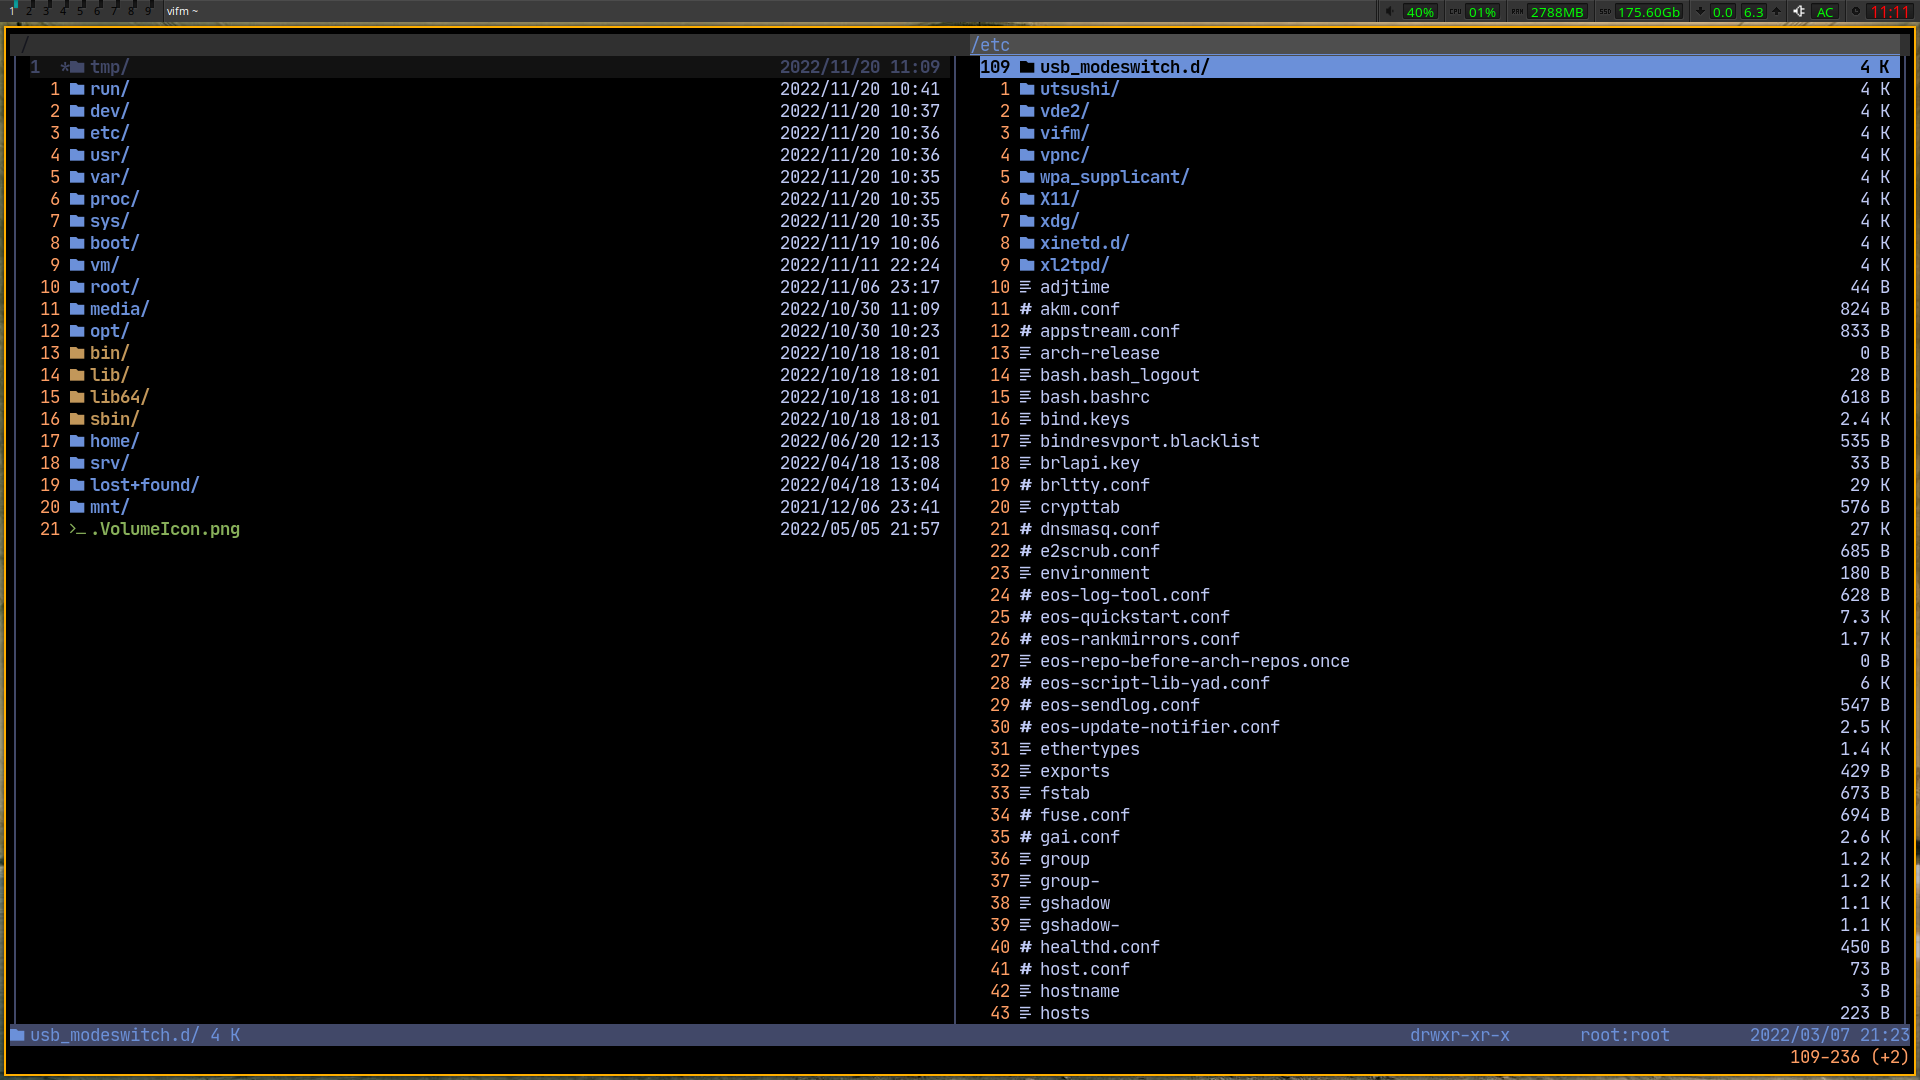 1 2 3 4 5 6 7 8 9 vifm ~ 40% CPU 01% RAM 2788MB SSD 175.60Gb 0.0 6.3 AC 11:11
/
1 * tmp/ 2022/11/20 11:09
1 run/ 2022/11/20 10:41
2 dev/ 2022/11/20 10:37
3 etc/ 2022/11/20 10:36
4 usr/ 2022/11/20 10:36
5 var/ 2022/11/20 10:35
6 proc/ 2022/11/20 10:35
7 sys/ 2022/11/20 10:35
8 boot/ 2022/11/19 10:06
9 vm/ 2022/11/11 22:24
10 root/ 2022/11/06 23:17
11 media/ 2022/10/30 11:09
12 opt/ 2022/10/30 10:23
13 bin/ 2022/10/18 18:01
14 lib/ 2022/10/18 18:01
15 lib64/ 2022/10/18 18:01
16 sbin/ 2022/10/18 18:01
17 home/ 2022/06/20 12:13
18 srv/ 2022/04/18 13:08
19 lost+found/ 2022/04/18 13:04
20 mnt/ 2021/12/06 23:41
21 .VolumeIcon.png 2022/05/05 21:57
/etc
109 usb_modeswitch.d/ 4 K
1 utsushi/ 4 K
2 vde2/ 4 K
3 vifm/ 4 K
4 vpnc/ 4 K
5 wpa_supplicant/ 4 K
6 X11/ 4 K
7 xdg/ 4 K
8 xinetd.d/ 4 K
9 xl2tpd/ 4 K
10 adjtime 44 B
11 # akm.conf 824 B
12 # appstream.conf 833 B
13 arch-release 0 B
14 bash.bash_logout 28 B
15 bash.bashrc 618 B
16 bind.keys 2.4 K
17 bindresvport.blacklist 535 B
18 brlapi.key 33 B
19 # brltty.conf 29 K
20 crypttab 576 B
21 # dnsmasq.conf 27 K
22 # e2scrub.conf 685 B
23 environment 180 B
24 # eos-log-tool.conf 628 B
25 # eos-quickstart.conf 7.3 K
26 # eos-rankmirrors.conf 1.7 K
27 eos-repo-before-arch-repos.once 0 B
28 # eos-script-lib-yad.conf 6 K
29 # eos-sendlog.conf 547 B
30 # eos-update-notifier.conf 2.5 K
31 ethertypes 1.4 K
32 exports 429 B
33 fstab 673 B
34 # fuse.conf 694 B
35 # gai.conf 2.6 K
36 group 1.2 K
37 group- 1.2 K
38 gshadow 1.1 K
39 gshadow- 1.1 K
40 # healthd.conf 450 B
41 # host.conf 73 B
42 hostname 3 B
43 hosts 223 B
usb_modeswitch.d/ 4 K drwxr-xr-x root:root 2022/03/07 21:23
109-236 (+2)